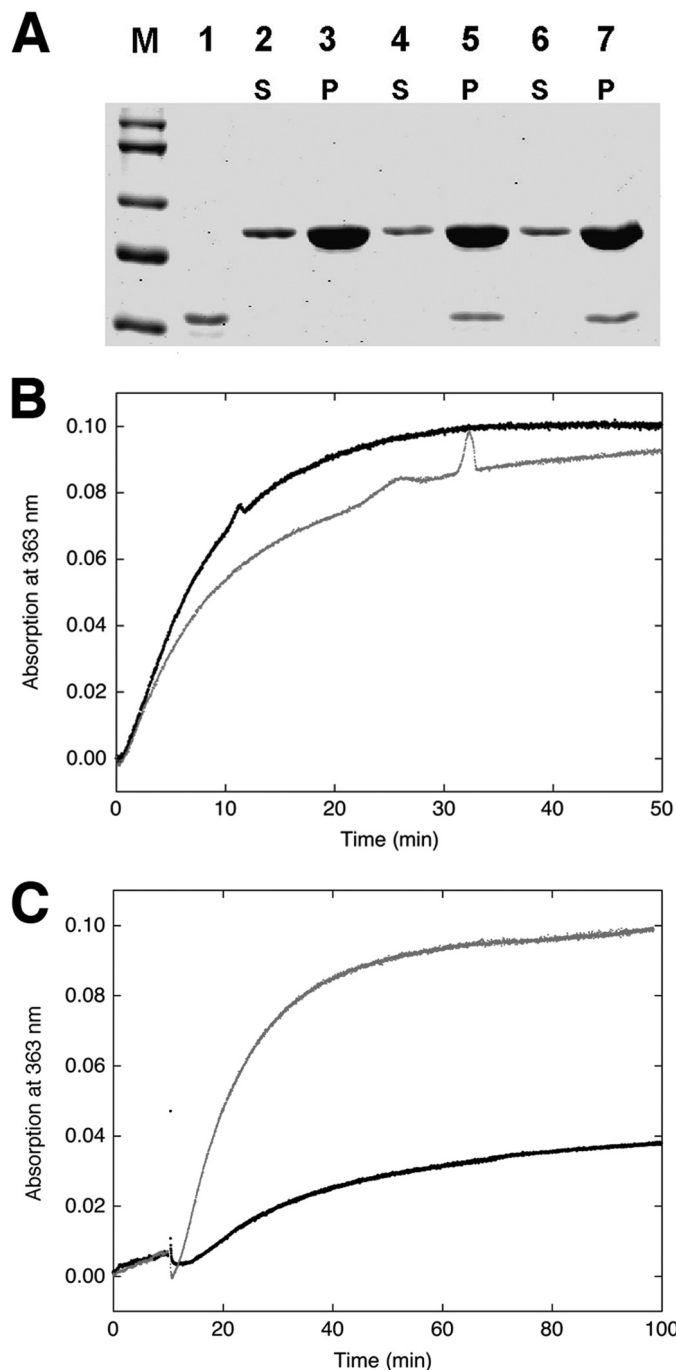 A M 1 2 3 4 5 6 7
S P S P S P
B
0.10
0.08
0.06
0.04
0.02
0.00
Absorption at 363 nm
0 10 20 30 40 50
Time (min)
C
0.10
0.08
0.06
0.04
0.02
0.00
Absorption at 363 nm
0 20 40 60 80 100
Time (min)